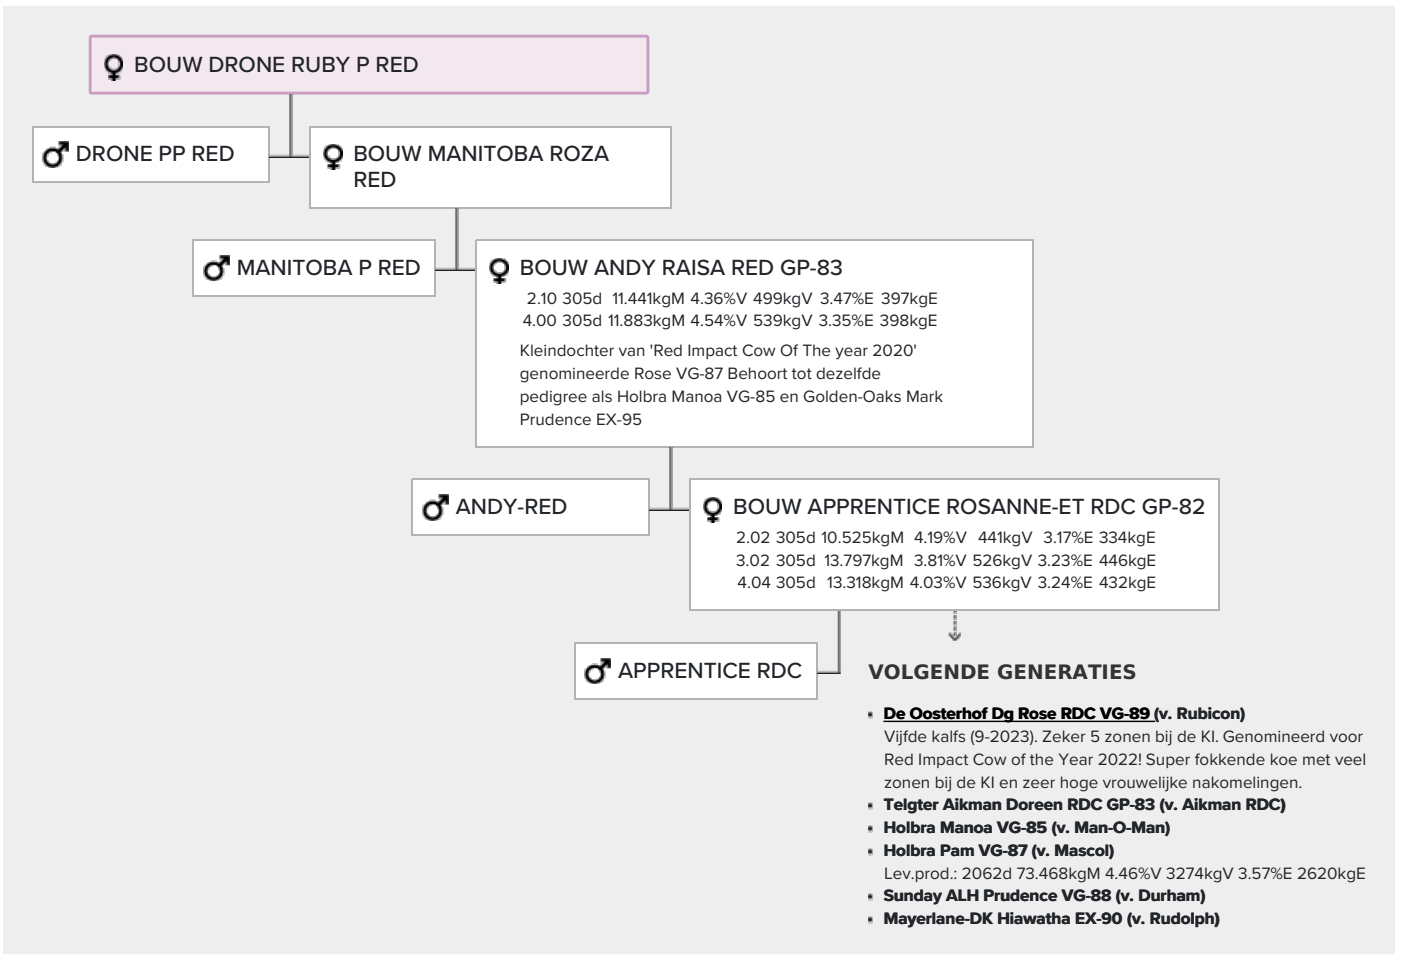 BOUW DRONE RUBY P RED
DRONE PP RED
BOUW MANITOBA ROZA
RED
MANITOBA P RED
BOUW ANDY RAISA RED GP-83
2.10 305d 11.441kgM 4.36%V 499kgV 3.47%E 397kgE
4.00 305d 11.883kgM 4.54%V 539kgV 3.35%E 398kgE
Kleindochter van 'Red Impact Cow Of The year 2020'
genomineerde Rose VG-87 Behoort tot dezelfde
pedigree als Holbra Manoa VG-85 en Golden-Oaks Mark
Prudence EX-95
ANDY-RED
BOUW APPRENTICE ROSANNE-ET RDC GP-82
2.02 305d 10.525kgM 4.19%V 441kgV 3.17%E 334kgE
3.02 305d 13.797kgM 3.81%V 526kgV 3.23%E 446kgE
4.04 305d 13.318kgM 4.03%V 536kgV 3.24%E 432kgE
APPRENTICE RDC
VOLGENDE GENERATIES
De Oosterhof Dg Rose RDC VG-89 (v. Rubicon)
Vijfde kalfs (9-2023). Zeker 5 zonen bij de KI. Genomineerd voor
Red Impact Cow of the Year 2022! Super fokkende koe met veel
zonen bij de KI en zeer hoge vrouwelijke nakomelingen.
Telgter Aikman Doreen RDC GP-83 (v. Aikman RDC)
Holbra Manoa VG-85 (v. Man-O-Man)
Holbra Pam VG-87 (v. Mascol)
Lev.prod.: 2062d 73.468kgM 4.46%V 3274kgV 3.57%E 2620kgE
Sunday ALH Prudence VG-88 (v. Durham)
Mayerlane-DK Hiawatha EX-90 (v. Rudolph)